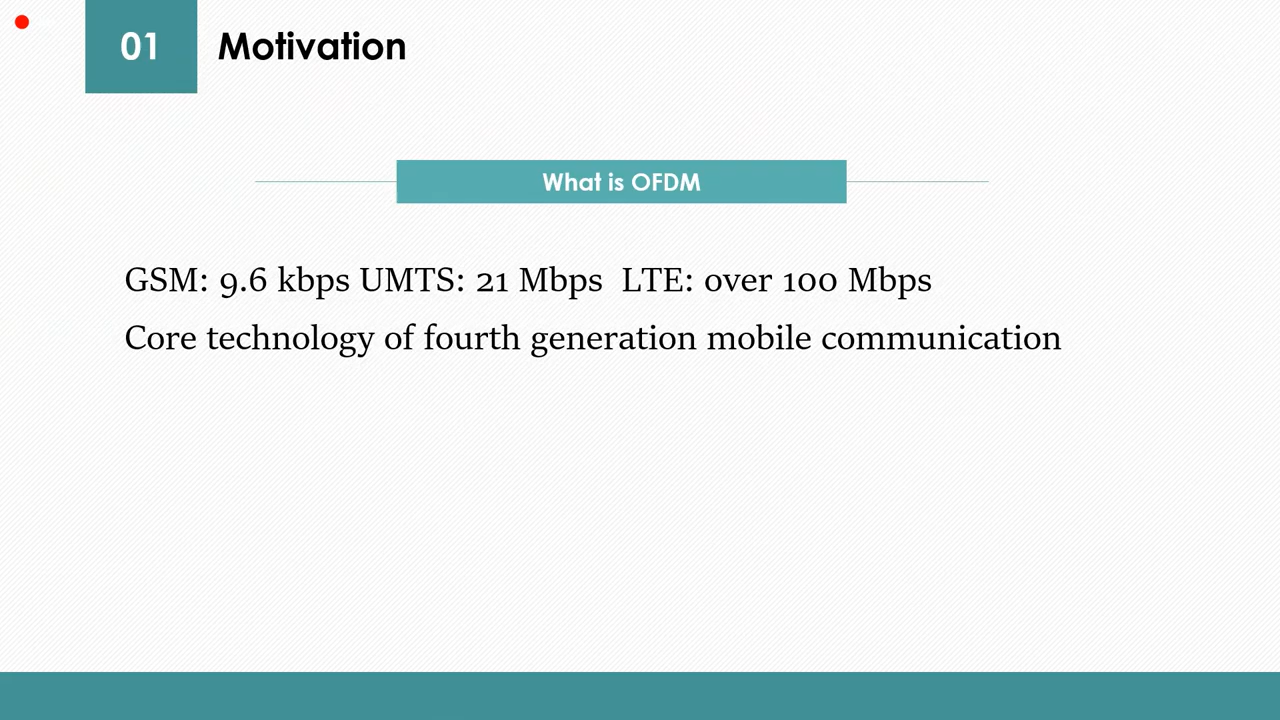 01 Motivation
What is OFDM
GSM: 9.6 kbps UMTS: 21 Mbps  LTE: over 100 Mbps
Core technology of fourth generation mobile communication